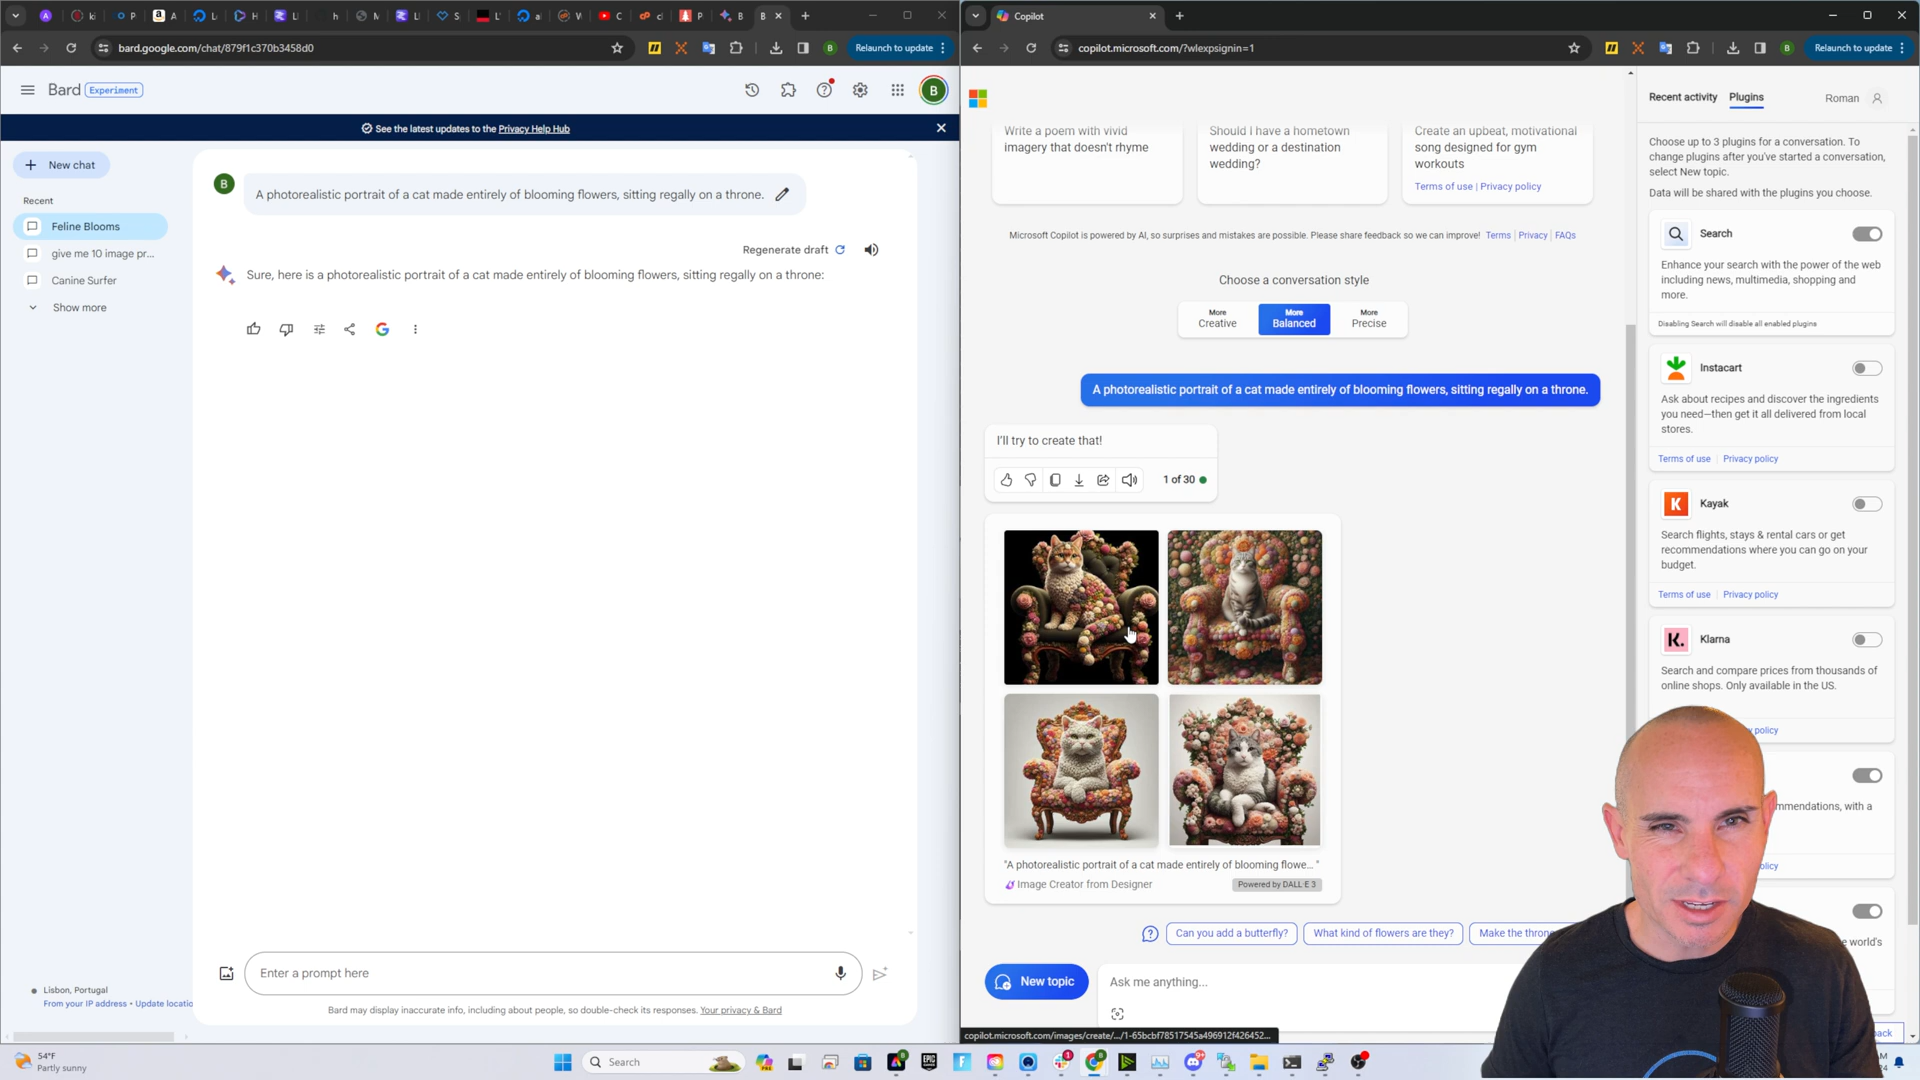 bard.google.com/chat/879f1c370b3458d0
Relaunch to update
Bard
Experiment
B
See the latest updates to the Privacy Help Hub
New chat
Recent
Feline Blooms
give me 10 image pr...
Canine Surfer
Show more
B
A photorealistic portrait of a cat made entirely of blooming flowers, sitting regally on a throne.
Regenerate draft
Sure, here is a photorealistic portrait of a cat made entirely of blooming flowers, sitting regally on a throne:
Enter a prompt here
Lisbon, Portugal
From your IP address • Update locatio
Bard may display inaccurate info, including about people, so double-check its responses. Your privacy & Bard
Copilot
copilot.microsoft.com/?wlexpsignin=1
Relaunch to update
Write a poem with vivid
imagery that doesn't rhyme
Should I have a hometown
wedding or a destination
wedding?
Create an upbeat, motivational
song designed for gym
workouts
Terms of use | Privacy policy
Microsoft Copilot is powered by AI, so surprises and mistakes are possible. Please share feedback so we can improve! Terms | Privacy | FAQs
Choose a conversation style
More
Creative
More
Balanced
More
Precise
A photorealistic portrait of a cat made entirely of blooming flowers, sitting regally on a throne.
I'll try to create that!
1 of 30
"A photorealistic portrait of a cat made entirely of blooming flowe... "
Image Creator from Designer
Powered by DALL·E 3
Can you add a butterfly?
What kind of flowers are they?
Make the throne
New topic
Ask me anything...
copilot.microsoft.com/images/create/.../1-65bcbf78517545a496912f426452...
Recent activity
Plugins
Roman
Choose up to 3 plugins for a conversation. To
change plugins after you've started a conversation,
select New topic.
Data will be shared with the plugins you choose.
Search
Enhance your search with the power of the web
including news, multimedia, shopping and
more.
Disabling Search will disable all enabled plugins
Instacart
Ask about recipes and discover the ingredients
you need—then get it all delivered from local
stores.
Terms of use | Privacy policy
Kayak
Search flights, stays & rental cars or get
recommendations where you can go on your
budget.
Terms of use | Privacy policy
K.
Klarna
Search and compare prices from thousands of
online shops. Only available in the US.
policy
mmendations, with a
olicy
e world's
54°F
Partly sunny
Search